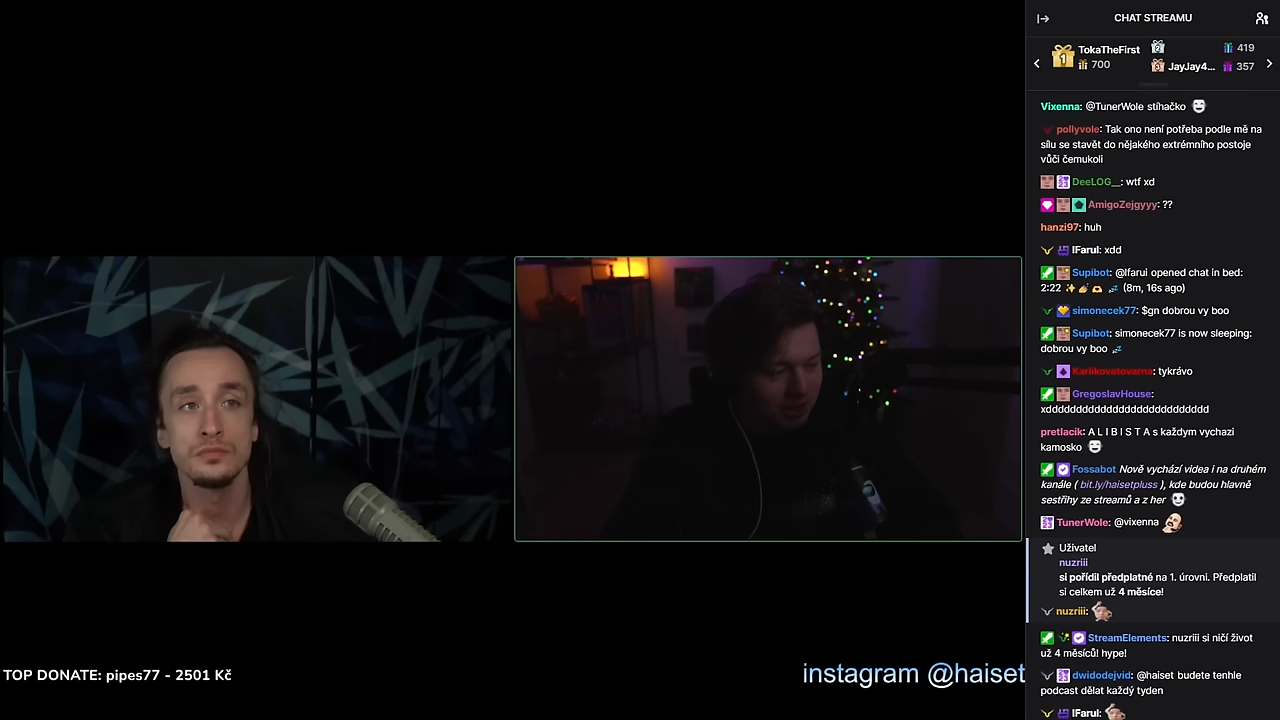 CHAT STREAMU
TokaTheFirst
700
419
JayJay4...
357
Vixenna: @TunerWole stíhačko
pollyvole: Tak ono není potřeba podle mě na
sílu se stavět do nějakého extrémního postoje
vůči čemukoli
DeeLOG__: wtf xd
AmigoZejgyyy: ??
hanzi97: huh
lFarul: xdd
Supibot: @lfarui opened chat in bed:
2:22 (8m, 16s ago)
simonecek77: $gn dobrou vy boo
Supibot: simonecek77 is now sleeping:
dobrou vy boo
Karlikovatovarna: tykrávo
GregoslavHouse:
xddddddddddddddddddddddddddd
pretlacik: A L I B I S T A s každym vychazi
kamosko
Fossabot Nově vychází videa i na druhém
kanále ( bit.ly/haisetpluss ), kde budou hlavně
sestřihy ze streamů a z her
TunerWole: @vixenna
Uživatel
nuzriii
si pořídil předplatné na 1. úrovni. Předplatil
si celkem už 4 měsíce!
nuzriii:
StreamElements: nuzriii si ničí život
už 4 měsíců! hype!
dwidodejvid: @haiset budete tenhle
podcast dělat každý tyden
lFarul:
TOP DONATE: pipes77 - 2501 Kč
instagram @haiset